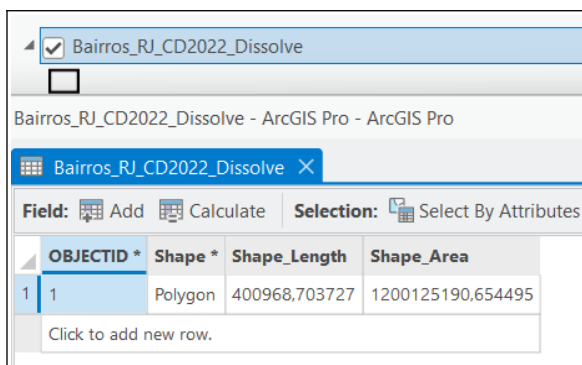 Bairros_RJ_CD2022_Dissolve
Bairros_RJ_CD2022_Dissolve - ArcGIS Pro - ArcGIS Pro
Bairros_RJ_CD2022_Dissolve
Field: Add Calculate Selection: Select By Attributes
OBJECTID * Shape * Shape_Length Shape_Area
1 1 Polygon 400968,703727 1200125190,654495
Click to add new row.